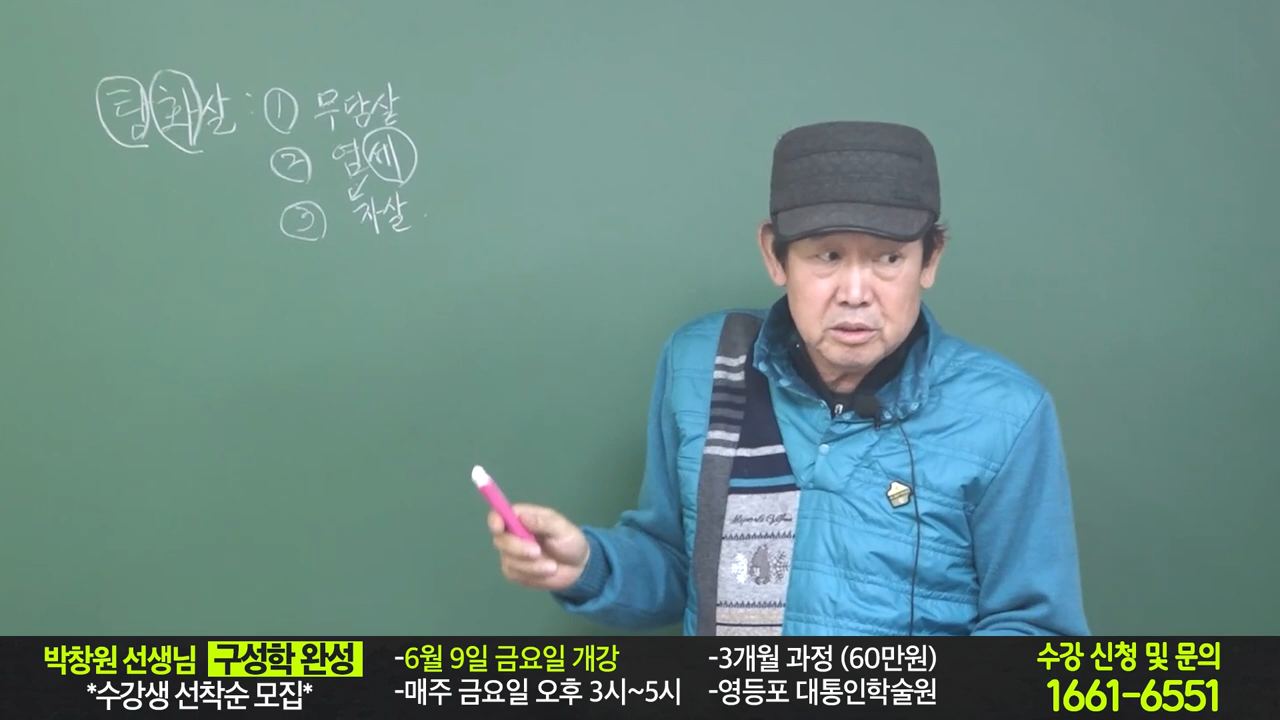 탐화살 : ① 무담살
② 염세
③ 자살
박창원 선생님 구성학 완성
*수강생 선착순 모집*
-6월 9일 금요일 개강
-매주 금요일 오후 3시~5시
-3개월 과정 (60만원)
-영등포 대통인학술원
수강 신청 및 문의
1661-6551